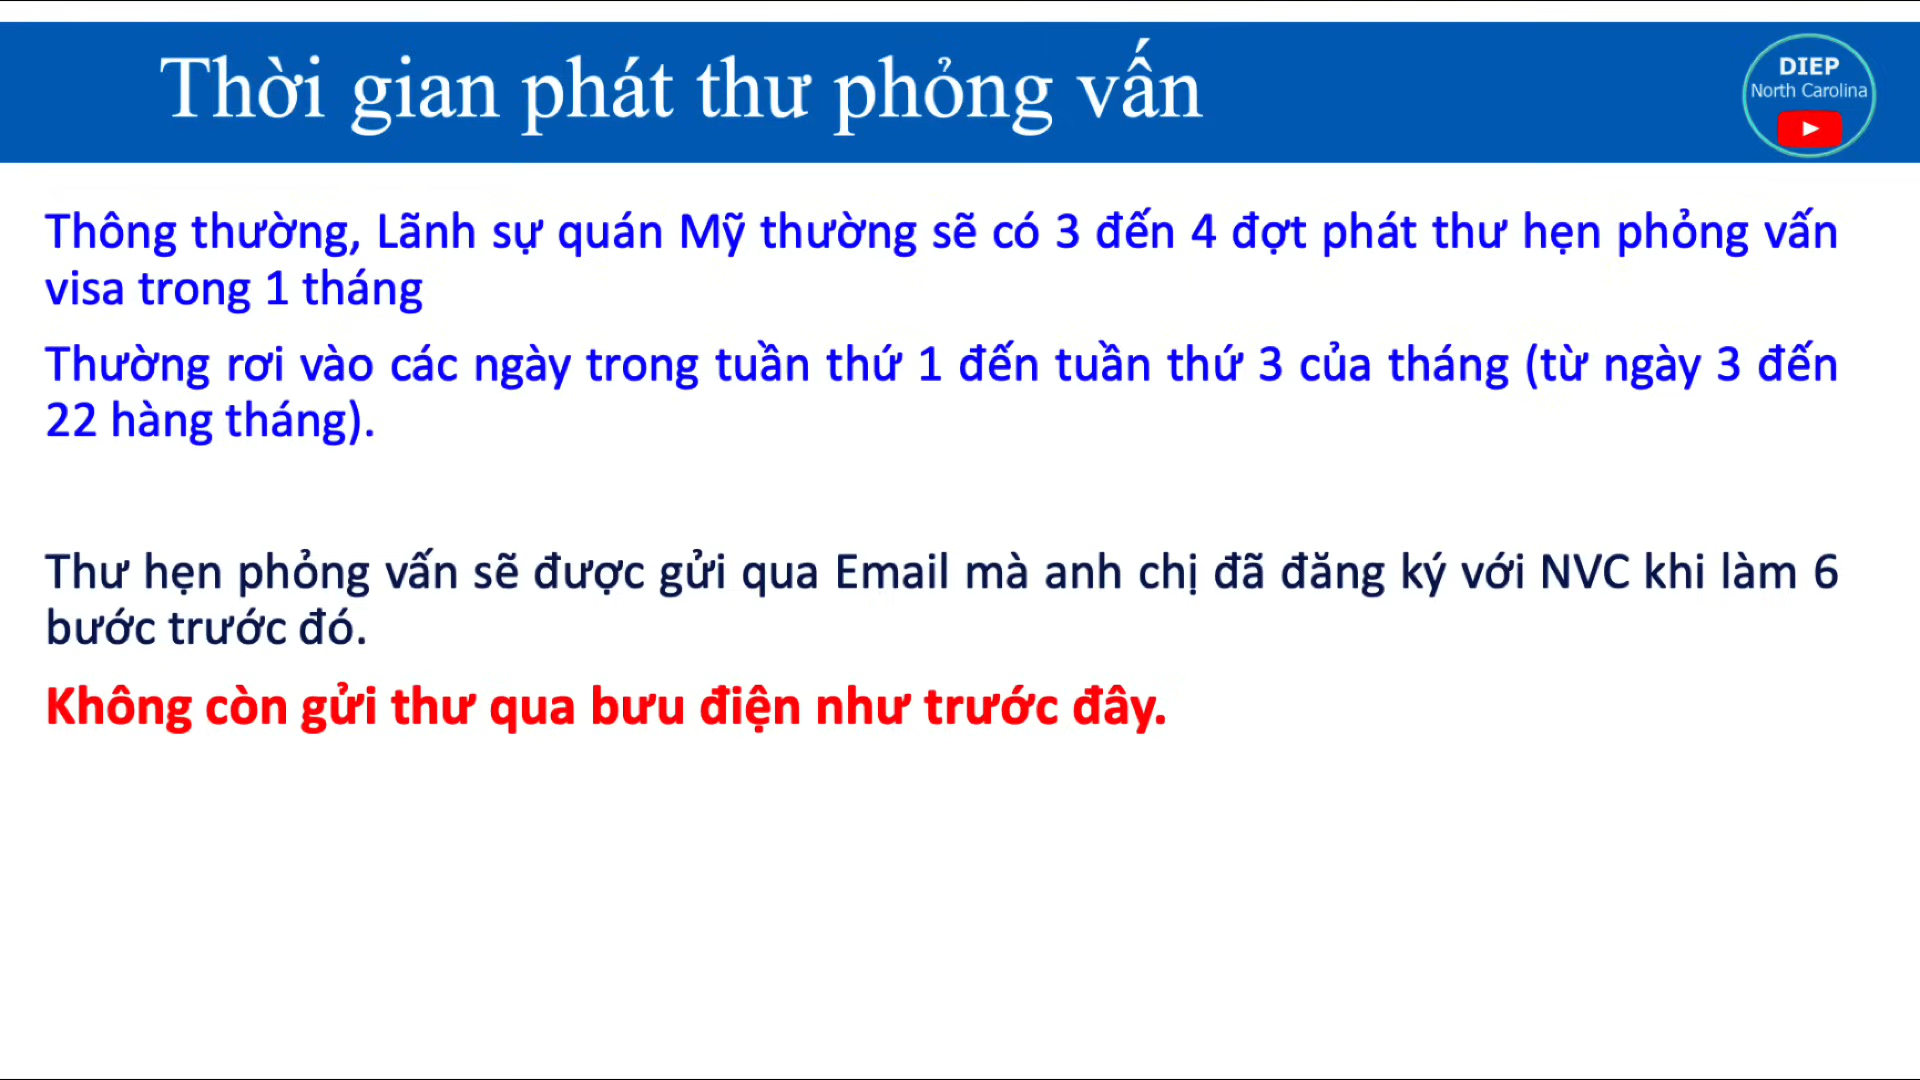 Thời gian phát thư phỏng vấn
DIEP
North Carolina
Thông thường, Lãnh sự quán Mỹ thường sẽ có 3 đến 4 đợt phát thư hẹn phỏng vấn
visa trong 1 tháng
Thường rơi vào các ngày trong tuần thứ 1 đến tuần thứ 3 của tháng (từ ngày 3 đến
22 hàng tháng).
Thư hẹn phỏng vấn sẽ được gửi qua Email mà anh chị đã đăng ký với NVC khi làm 6
bước trước đó.
Không còn gửi thư qua bưu điện như trước đây.